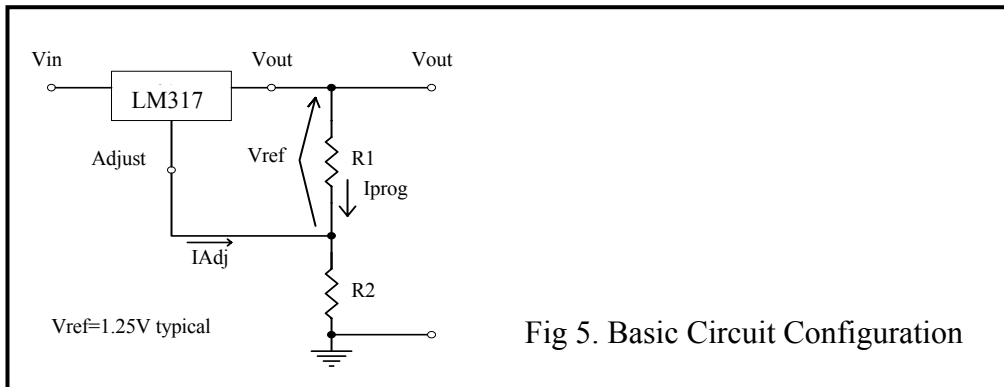 Vin
Vout
Vout
LM317
Adjust
Vref
R1
Iprog
IAdj
R2
Vref=1.25V typical
Fig 5. Basic Circuit Configuration